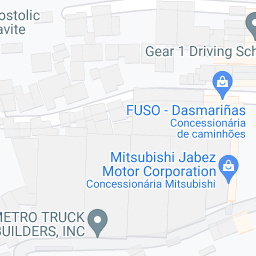 ostolic
avite
Gear 1 Driving Sch
FUSO - Dasmariñas
Concessionária
de caminhões
Mitsubishi Jabez
Motor Corporation
Concessionária Mitsubishi
METRO TRUCK
BUILDERS, INC